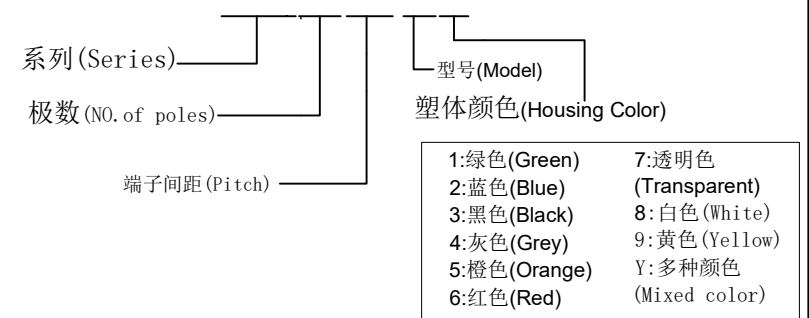 系列(Series)
型号(Model)
极数(NO.of poles)
塑体颜色(Housing Color)
端子间距(Pitch)
1:绿色(Green)
2:蓝色(Blue)
3:黑色(Black)
4:灰色(Grey)
5:橙色(Orange)
6:红色(Red)
7:透明色
(Transparent)
8:白色(White)
9:黄色(Yellow)
Y:多种颜色
(Mixed color)